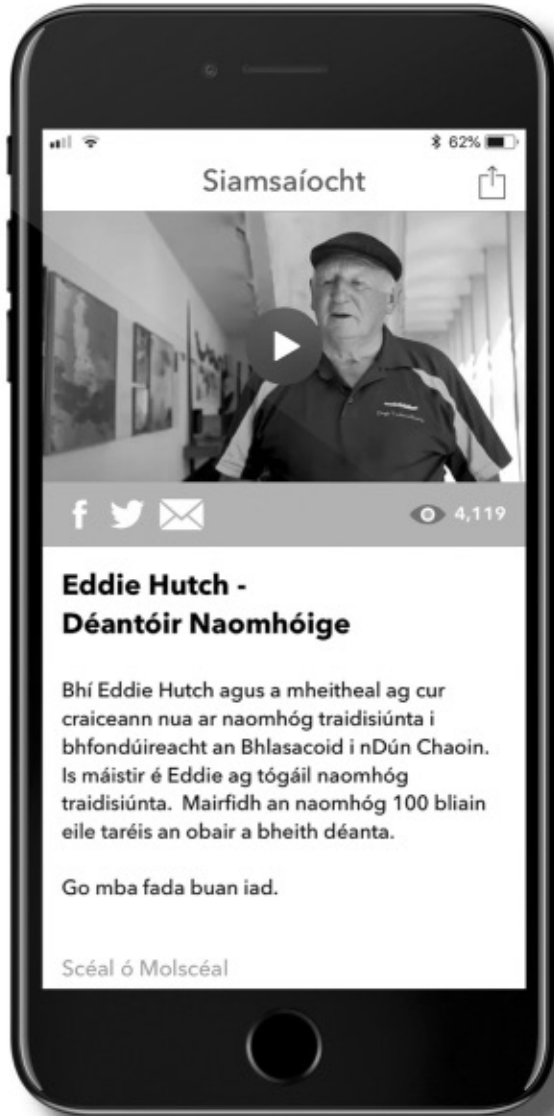 62%
Siamsaíocht
4,119
Eddie Hutch -
Déantóir Naomhóige
Bhí Eddie Hutch agus a mheitheal ag cur
craiceann nua ar naomhóg traidisiúnta i
bhfondúireacht an Bhlasacoid i nDún Chaoin.
Is máistir é Eddie ag tógáil naomhóg
traidisiúnta. Mairfidh an naomhóg 100 bliain
eile taréis an obair a bheith déanta.
Go mba fada buan iad.
Scéal ó Molscéal